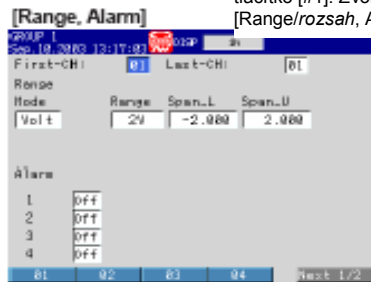 [Range, Alarm]
tlačítko [#1]. Zvo
[Range/rozsah, A
GROUP 1
Sep.10.2003 13:17:03 DISP 1h
First-CH: 01 Last-CH: 01
Range
Mode Range Span_L Span_U
Volt 2V -2.000 2.000
Alarm
1 Off
2 Off
3 Off
4 Off
01 02 03 04 Next 1/2